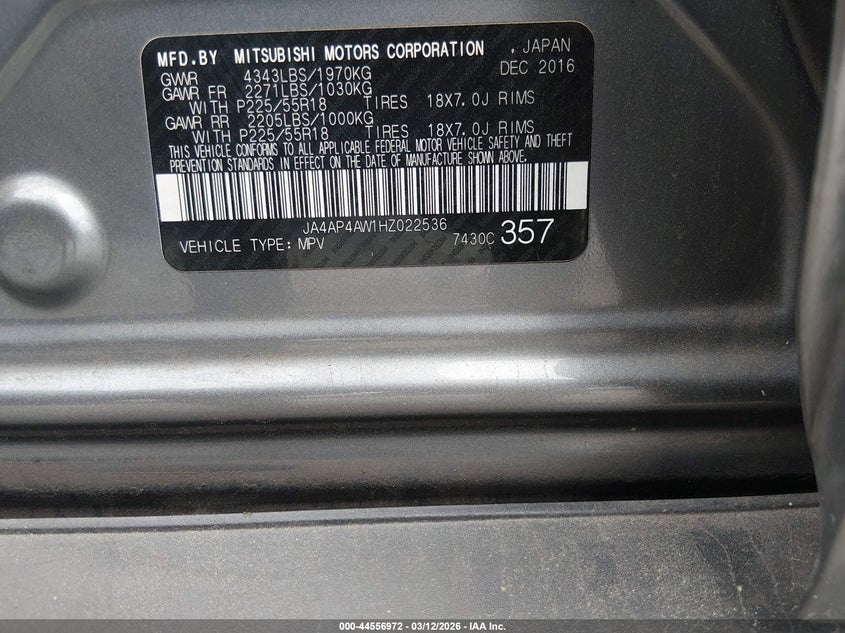 MFD.BY MITSUBISHI MOTORS CORPORATION , JAPAN
GVWR 4343LBS/1970KG DEC 2016
GAWR FR 2271LBS/1030KG
WITH P225/55R18 TIRES 18X7.0J RIMS
GAWR RR 2205LBS/1000KG
WITH P225/55R18 TIRES 18X7.0J RIMS
THIS VEHICLE CONFORMS TO ALL APPLICABLE FEDERAL MOTOR VEHICLE SAFETY AND THEFT
PREVENTION STANDARDS IN EFFECT ON THE DATE OF MANUFACTURE SHOWN ABOVE.
JA4AP4AW1HZ022536
VEHICLE TYPE: MPV 7430C 357
000-44556972 - 03/12/2026 - IAA Inc.